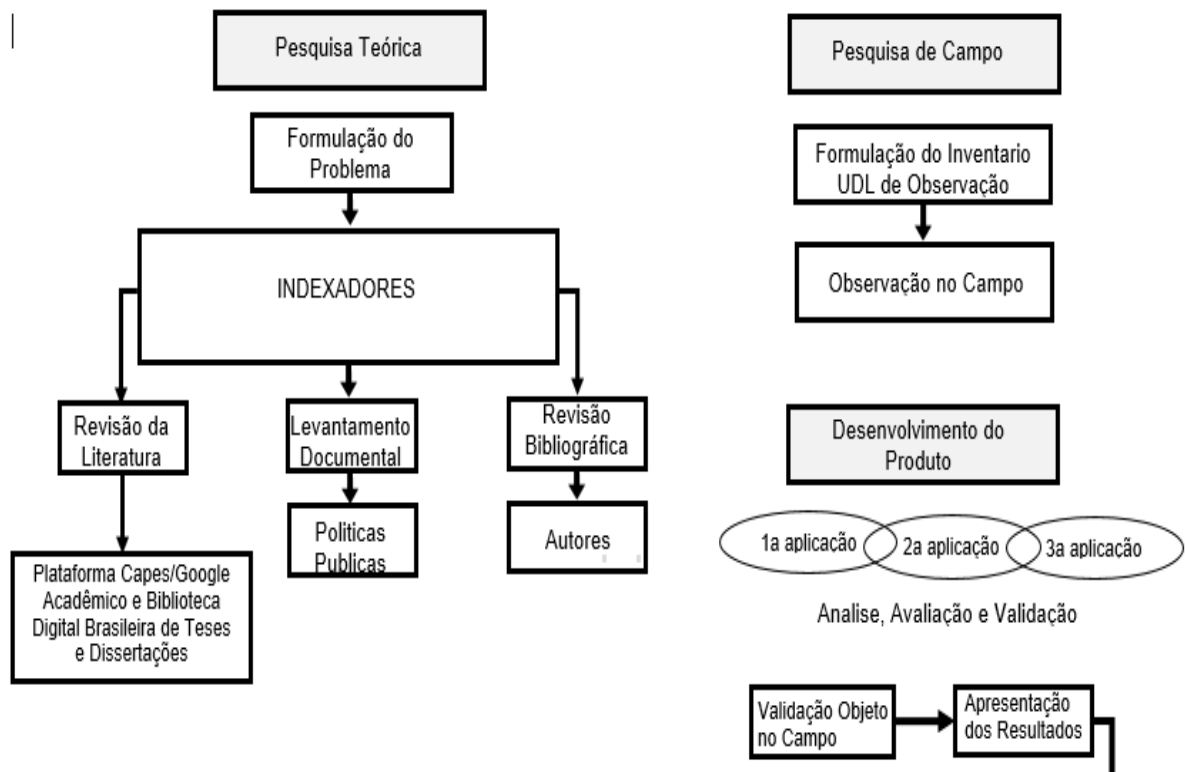 Pesquisa Teórica
Formulação do
Problema
INDEXADORES
Revisão da
Literatura
Levantamento
Documental
Revisão
Bibliográfica
Plataforma Capes/Google
Acadêmico e Biblioteca
Digital Brasileira de Teses
e Dissertações
Politicas
Publicas
Autores
Pesquisa de Campo
Formulação do Inventario
UDL de Observação
Observação no Campo
Desenvolvimento do
Produto
1a aplicação
2a aplicação
3a aplicação
Analise, Avaliação e Validação
Validação Objeto
no Campo
Apresentação
dos Resultados